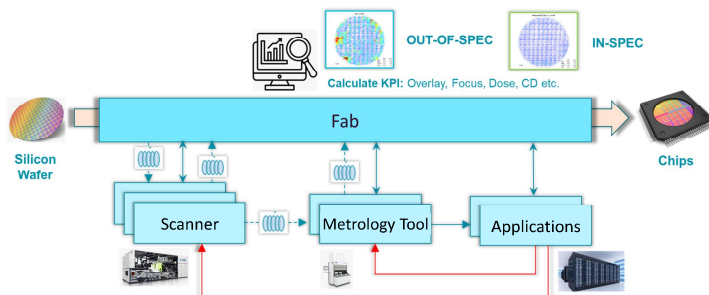 OUT-OF-SPEC
IN-SPEC
Calculate KPI: Overlay, Focus, Dose, CD etc.
Fab
Silicon
Wafer
Chips
Scanner
Metrology Tool
Applications